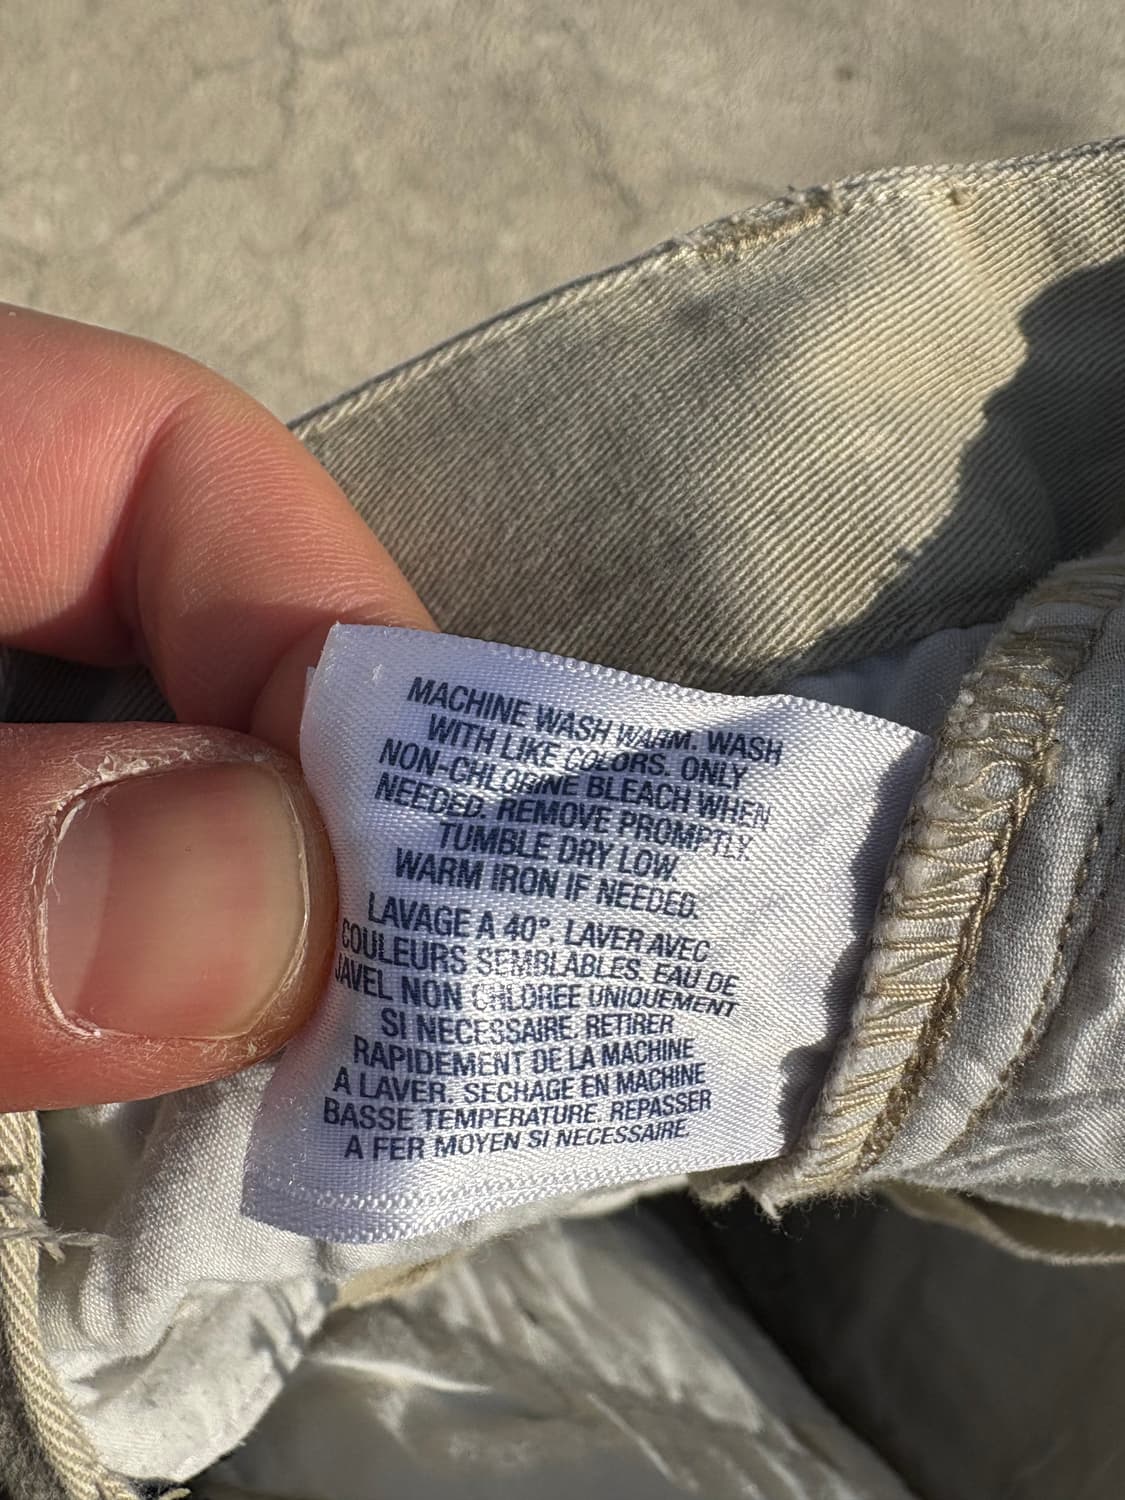 MACHINE WASH WARM. WASH
WITH LIKE COLORS. ONLY
NON-CHLORINE BLEACH WHEN
NEEDED. REMOVE PROMPTLY.
TUMBLE DRY LOW.
WARM IRON IF NEEDED.
LAVAGE A 40°. LAVER AVEC
COULEURS SEMBLABLES. EAU DE
JAVEL NON CHLOREE UNIQUEMENT
SI NECESSAIRE. RETIRER
RAPIDEMENT DE LA MACHINE
A LAVER. SECHAGE EN MACHINE
BASSE TEMPERATURE. REPASSER
A FER MOYEN SI NECESSAIRE.